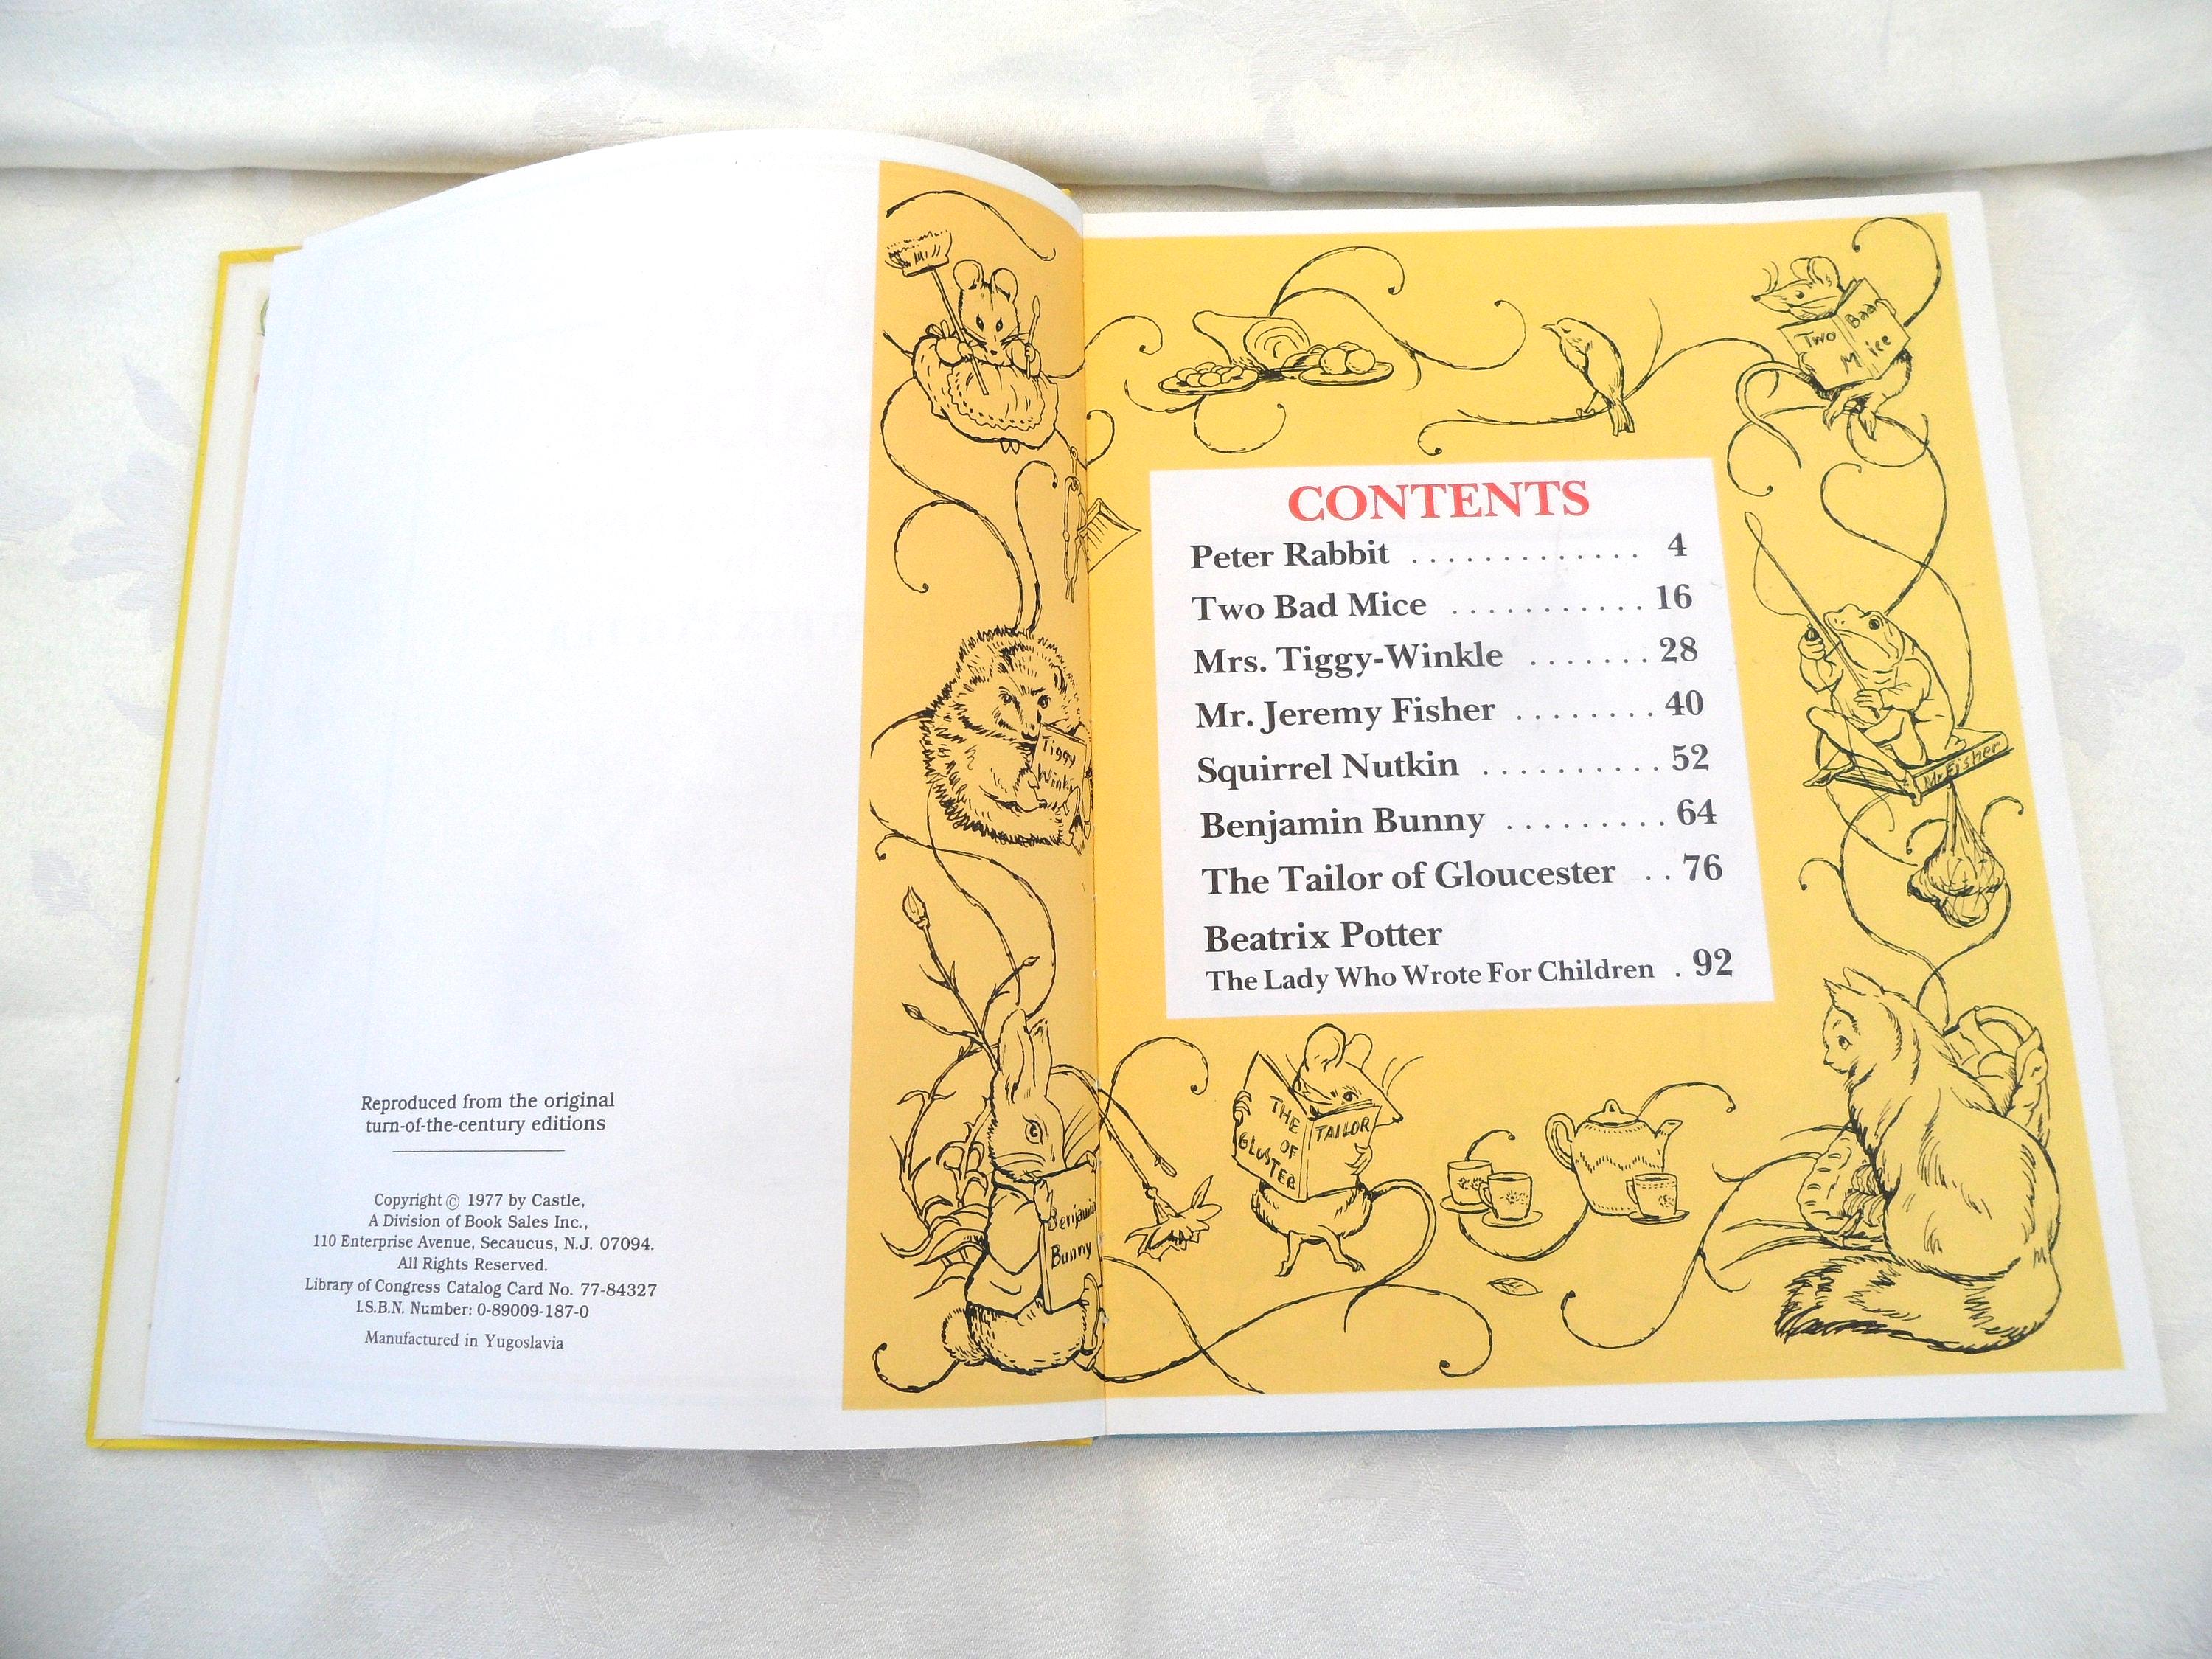 Reproduced from the original
turn-of-the-century editions
Copyright © 1977 by Castle,
A Division of Book Sales Inc.,
110 Enterprise Avenue, Secaucus, N.J. 07094.
All Rights Reserved.
Library of Congress Catalog Card No. 77-84327
I.S.B.N. Number: 0-89009-187-0
Manufactured in Yugoslavia
Tiggy
Winkl
Benjamin
Bunny
Two Bad
M ice
CONTENTS
Peter Rabbit ............. 4
Two Bad Mice ........... 16
Mrs. Tiggy-Winkle ....... 28
Mr. Jeremy Fisher ........ 40
Squirrel Nutkin .......... 52
Benjamin Bunny ......... 64
The Tailor of Gloucester .. 76
Beatrix Potter
The Lady Who Wrote For Children . 92
Mr Fisher
THE TAILOR
OF
GLUSTER